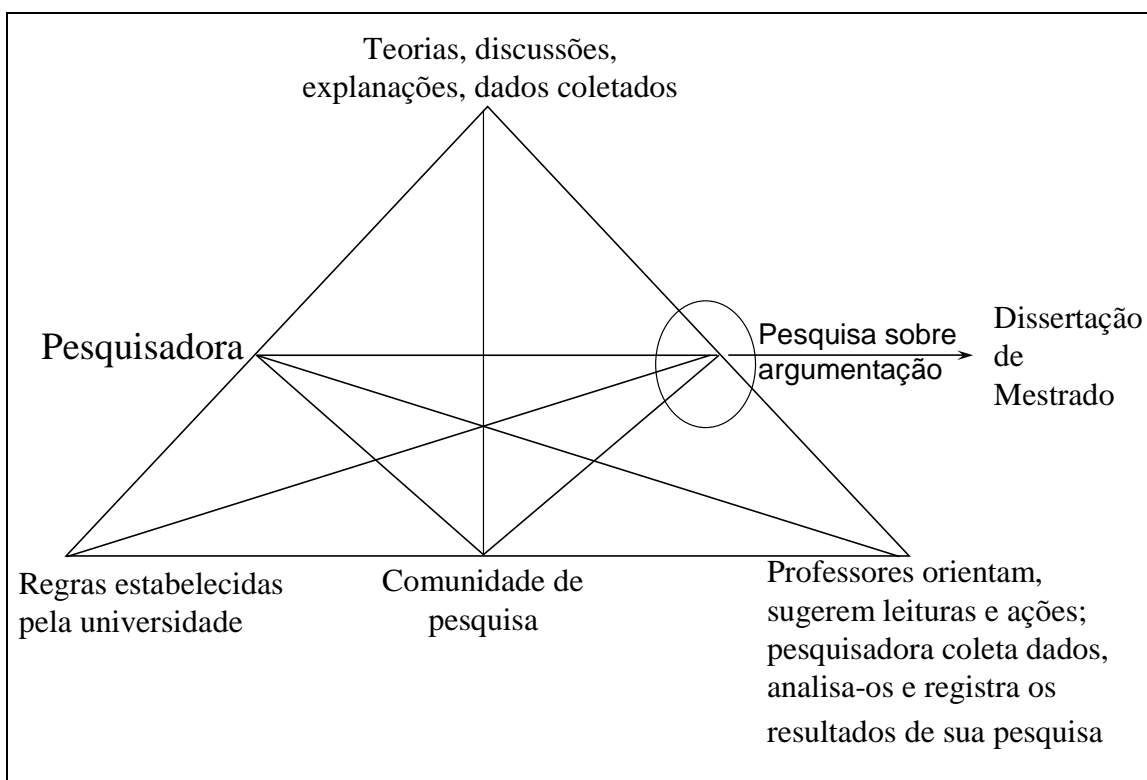 Teorias, discussões,
explanações, dados coletados
Pesquisadora
Pesquisa sobre
argumentação
Dissertação
de
Mestrado
Regras estabelecidas
pela universidade
Comunidade de
pesquisa
Professores orientam,
sugerem leituras e ações;
pesquisadora coleta dados,
analisa-os e registra os
resultados de sua pesquisa